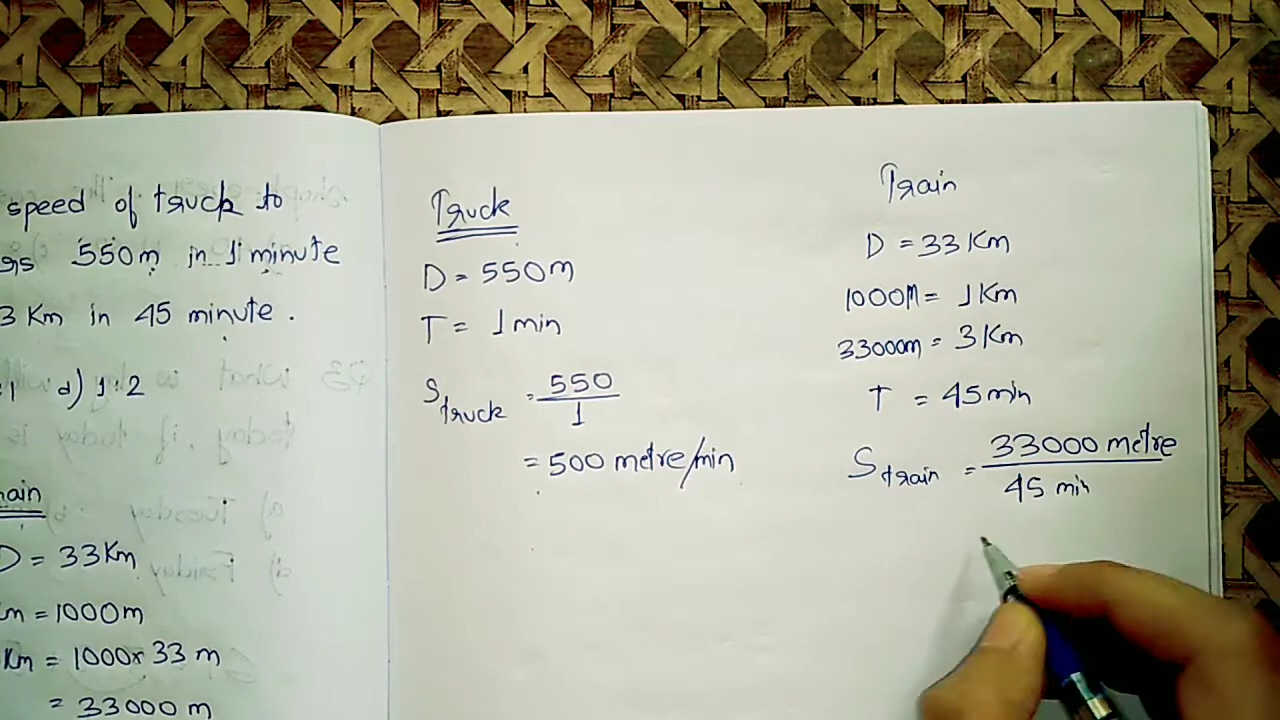 speed of truck to
550m in 1 minute
3 Km in 45 minute.
d) 1:2
D = 33Km
= 1000m
Km = 1000x 33 m
= 33000 m
Truck
D = 550m
T = 1 min
S truck = 550/1
= 500 metre/min
Train
D = 33 Km
1000M = 1 Km
33000m = 3 Km
T = 45 min
S train = 33000 metre/45 min